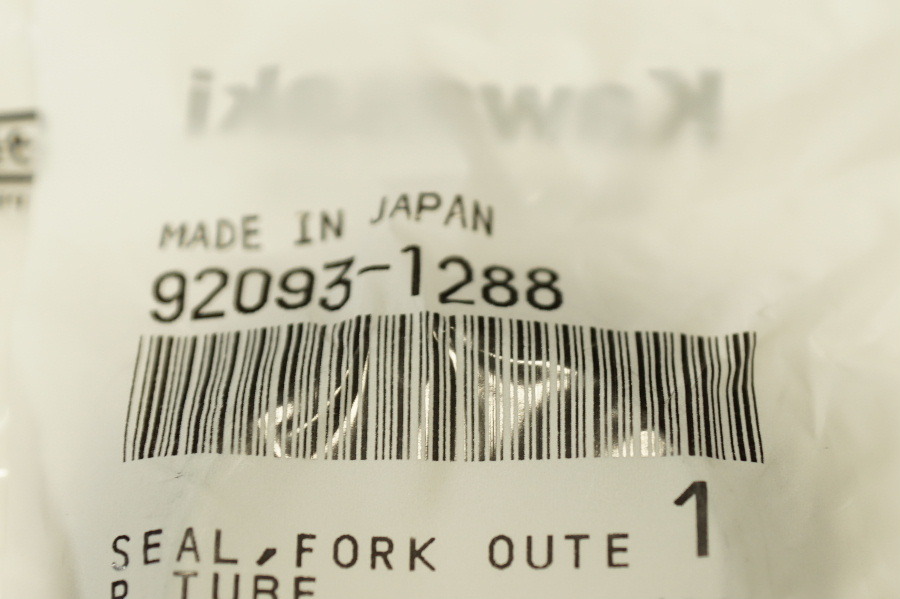 Kawasaki
MADE IN JAPAN
92093-1288
1
SEAL,FORK OUTE
R TUBE